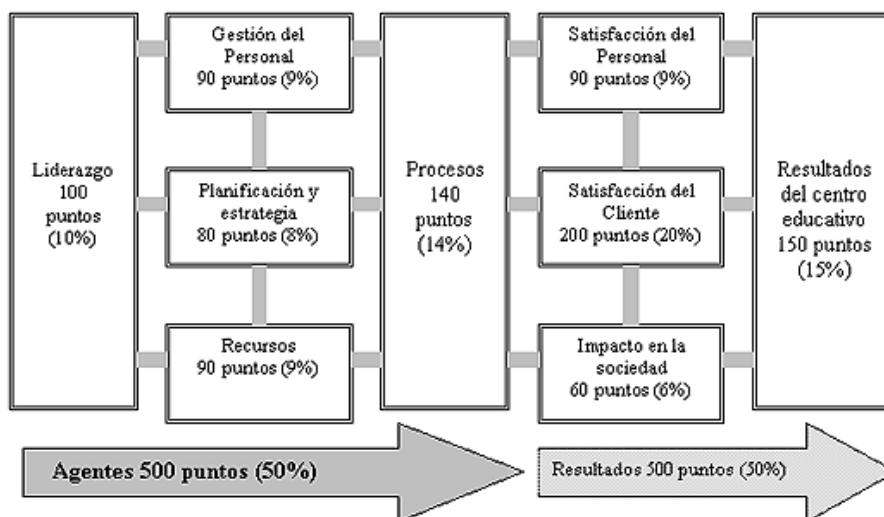 Gestión del
Personal
90 puntos (9%)
Satisfacción del
Personal
90 puntos (9%)
Liderazgo
100
puntos
(10%)
Planificación y
estrategia
80 puntos (8%)
Procesos
140
puntos
(14%)
Satisfacción del
Cliente
200 puntos (20%)
Resultados
del centro
educativo
150 puntos
(15%)
Recursos
90 puntos (9%)
Impacto en la
sociedad
60 puntos (6%)
Agentes 500 puntos (50%)
Resultados 500 puntos (50%)